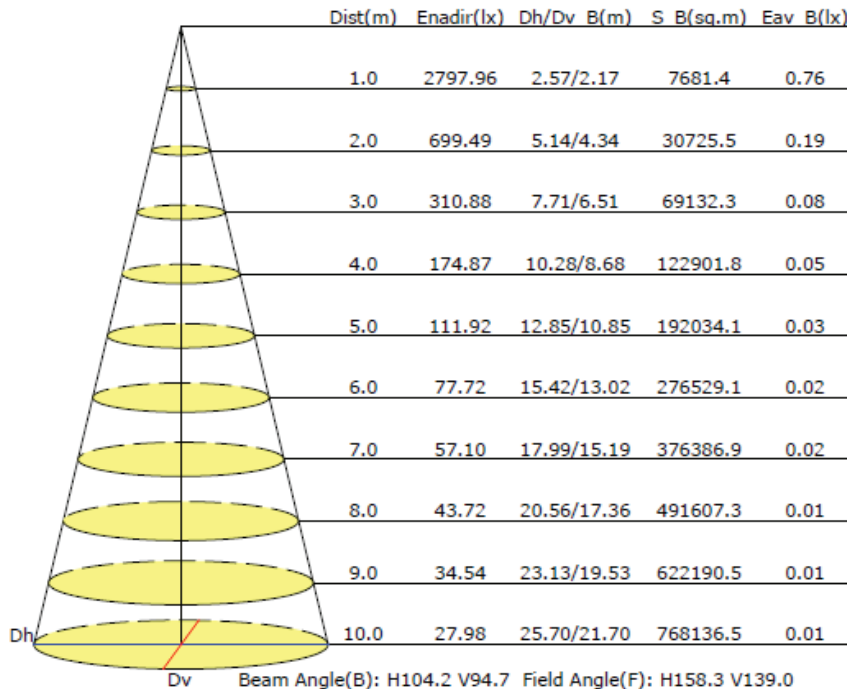 Dist(m) Enadir(lx) Dh/Dv_B(m) S_B(sq.m) Eav_B(lx)
1.0 2797.96 2.57/2.17 7681.4 0.76
2.0 699.49 5.14/4.34 30725.5 0.19
3.0 310.88 7.71/6.51 69132.3 0.08
4.0 174.87 10.28/8.68 122901.8 0.05
5.0 111.92 12.85/10.85 192034.1 0.03
6.0 77.72 15.42/13.02 276529.1 0.02
7.0 57.10 17.99/15.19 376386.9 0.02
8.0 43.72 20.56/17.36 491607.3 0.01
9.0 34.54 23.13/19.53 622190.5 0.01
Dh 10.0 27.98 25.70/21.70 768136.5 0.01
Dv Beam Angle(B): H104.2 V94.7 Field Angle(F): H158.3 V139.0